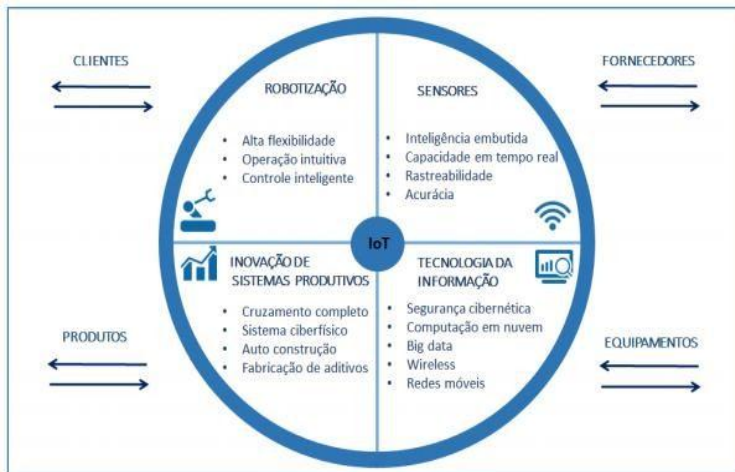 CLIENTES
FORNECEDORES
ROBOTIZAÇÃO
• Alta flexibilidade
• Operação intuitiva
• Controle inteligente
SENSORES
• Inteligência embutida
• Capacidade em tempo real
• Rastreabilidade
• Acurácia
IoT
INOVAÇÃO DE
SISTEMAS PRODUTIVOS
• Cruzamento completo
• Sistema ciberfísico
• Auto construção
• Fabricação de aditivos
TECNOLOGIA DA
INFORMAÇÃO
• Segurança cibernética
• Computação em nuvem
• Big data
• Wireless
• Redes móveis
PRODUTOS
EQUIPAMENTOS